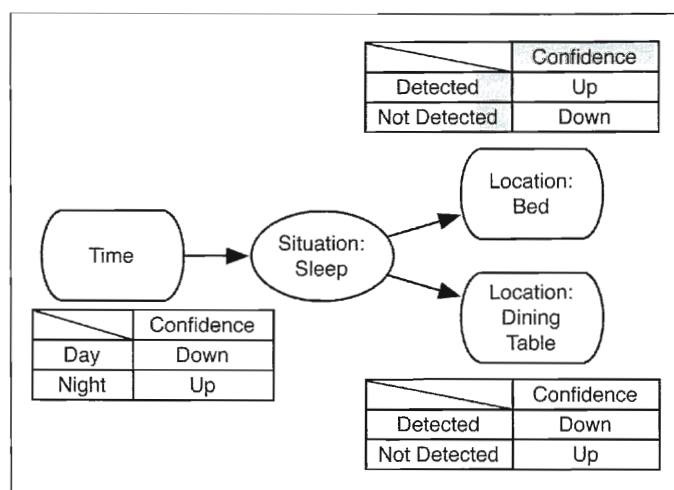 Confidence
Detected Up
Not Detected Down
Location:
Bed
Time
Situation:
Sleep
Location:
Dining
Table
Confidence
Day Down
Night Up
Confidence
Detected Down
Not Detected Up